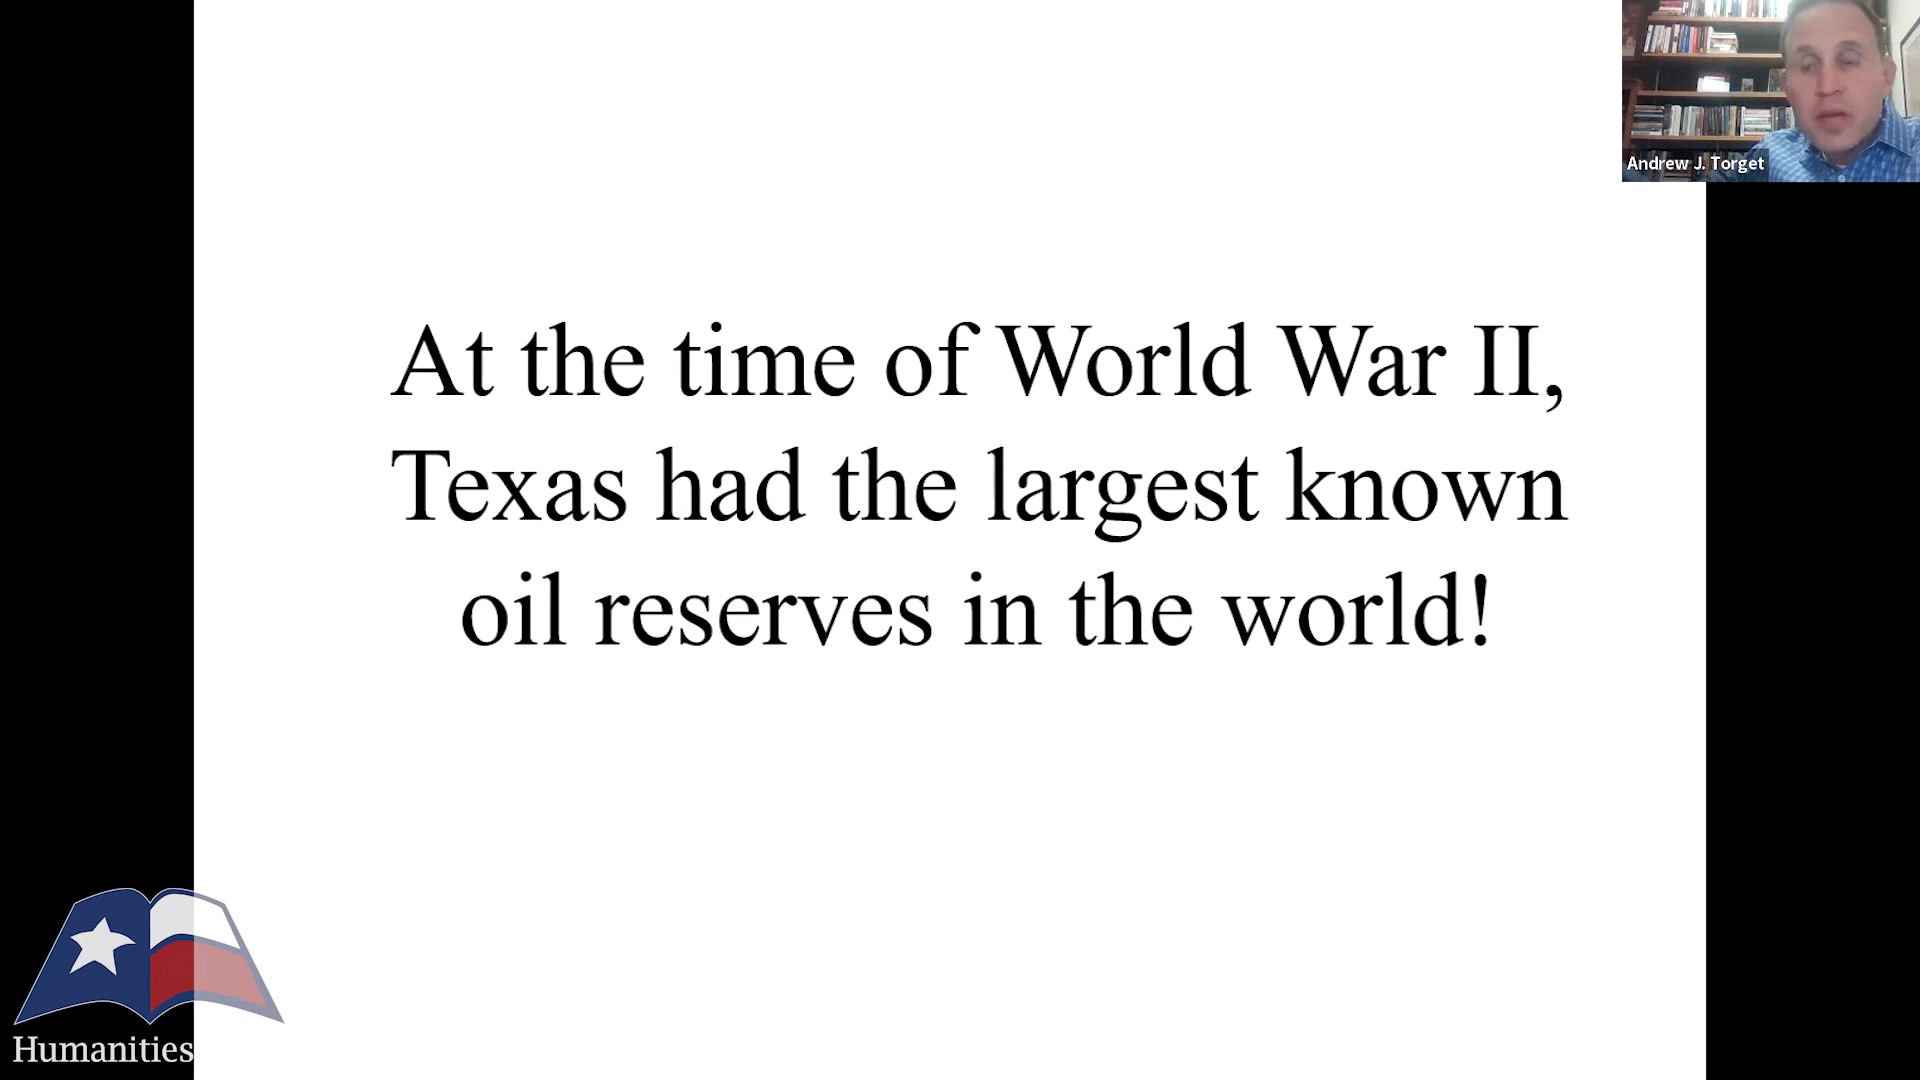 Andrew J. Torget
At the time of World War II,
Texas had the largest known
oil reserves in the world!
Humanities